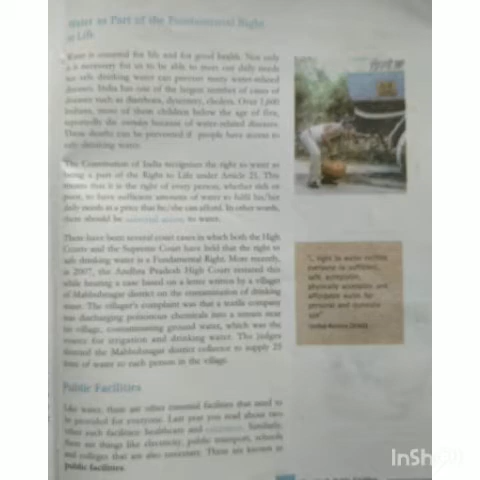 Water as Part of the Fundamental Right
to Life
Water is essential for life and for good health. Not only
is it necessary for us to be able to meet our daily needs
but safe drinking water can prevent many water-related
diseases. India has one of the largest number of cases of
diseases such as diarrhoea, dysentery, cholera. Over 1,600
Indians, most of them children below the age of five,
reportedly die everyday because of water-related diseases.
These deaths can be prevented if people have access to
safe drinking water.
The Constitution of India recognises the right to water as
being a part of the Right to Life under Article 21. This
means that it is the right of every person, whether rich or
poor, to have sufficient amounts of water to fulfil his/her
daily needs at a price that he/she can afford. In other words,
there should be universal access to water.
There have been several court cases in which both the High
Courts and the Supreme Court have held that the right to
safe drinking water is a Fundamental Right. More recently,
in 2007, the Andhra Pradesh High Court restated this
while hearing a case based on a letter written by a villager
of Mahbubnagar district on the contamination of drinking
water. The villager's complaint was that a textile company
was discharging poisonous chemicals into a stream near
his village, contaminating ground water, which was the
source for irrigation and drinking water. The judges
directed the Mahbubnagar district collector to supply 25
litres of water to each person in the village.
"... right to water entitles
everyone to sufficient,
safe, acceptable,
physically accessible and
affordable water for
personal and domestic
use"
Public Facilities
Like water, there are other essential facilities that need to
be provided for everyone. Last year you read about two
other such facilities: healthcare and sanitation. Similarly,
there are things like electricity, public transport, schools
and colleges that are also necessary. These are known as
public facilities.
InShOt